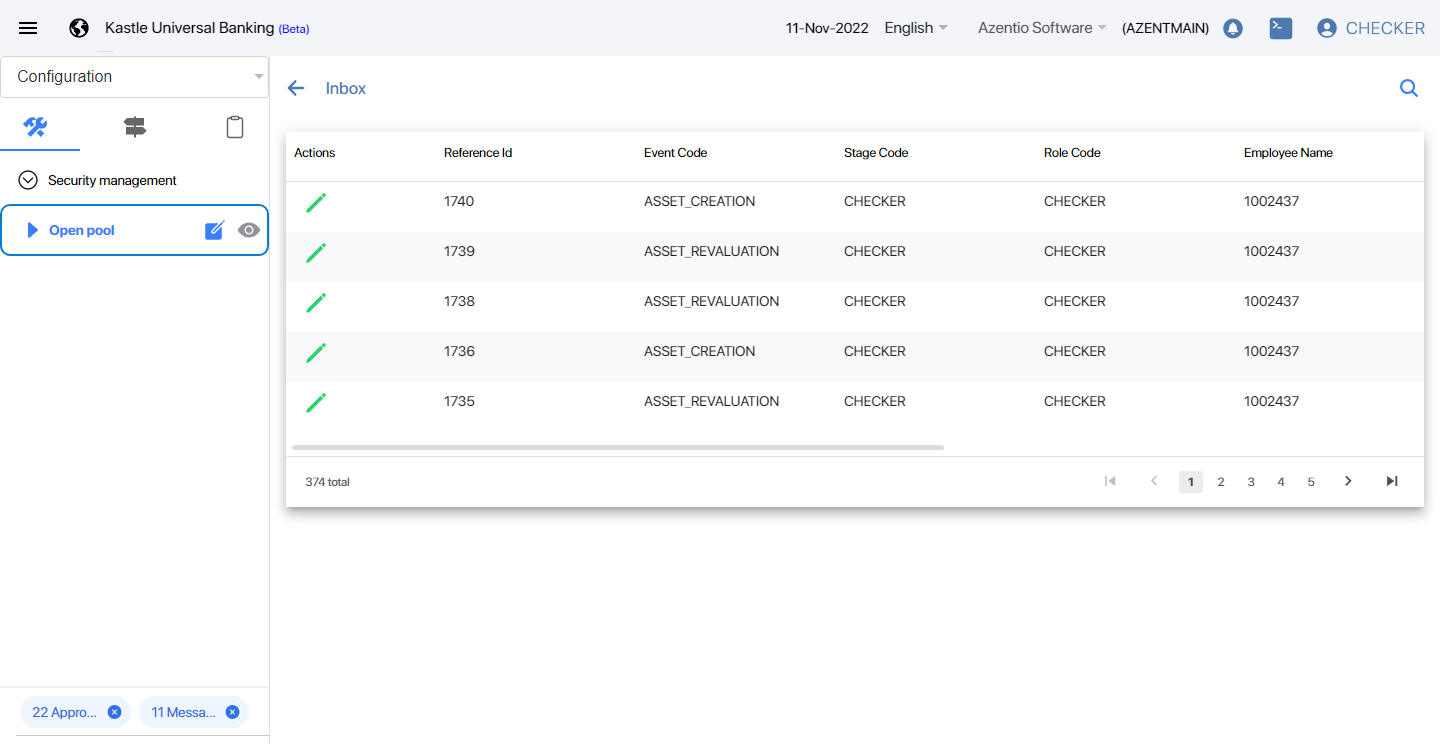 Kastle Universal Banking (Beta) 11-Nov-2022 English Azentio Software (AZENTMAIN) CHECKER
Configuration
Inbox
Security management
Open pool
Actions Reference Id Event Code Stage Code Role Code Employee Name
1740 ASSET_CREATION CHECKER CHECKER 1002437
1739 ASSET_REVALUATION CHECKER CHECKER 1002437
1738 ASSET_REVALUATION CHECKER CHECKER 1002437
1736 ASSET_CREATION CHECKER CHECKER 1002437
1735 ASSET_REVALUATION CHECKER CHECKER 1002437
374 total 1 2 3 4 5
22 Appro... 11 Messa...